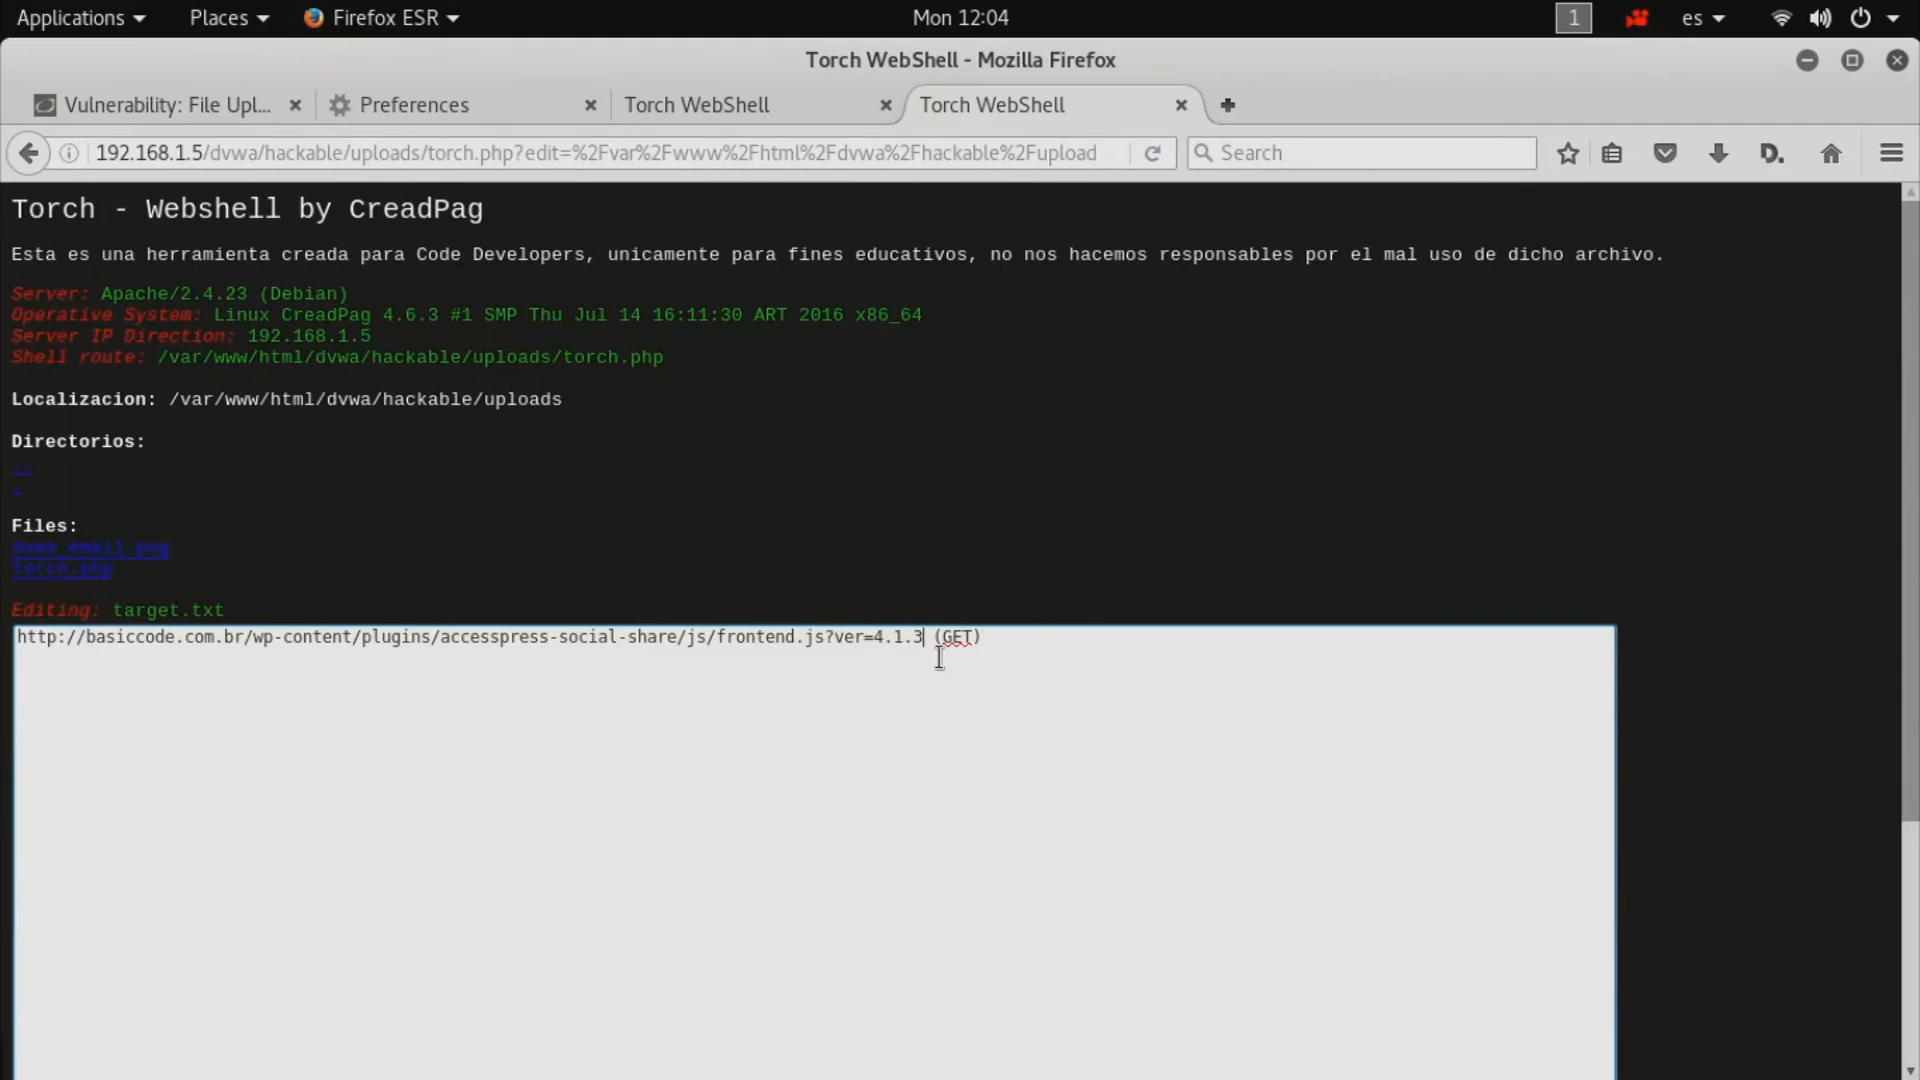 Applications Places Firefox ESR Mon 12:04 1 es
Torch WebShell - Mozilla Firefox
Vulnerability: File Upl... Preferences Torch WebShell Torch WebShell
192.168.1.5/dvwa/hackable/uploads/torch.php?edit=%2Fvar%2Fwww%2Fhtml%2Fdvwa%2Fhackable%2Fupload Search D.
Torch - Webshell by CreadPag
Esta es una herramienta creada para Code Developers, unicamente para fines educativos, no nos hacemos responsables por el mal uso de dicho archivo.
Server: Apache/2.4.23 (Debian)
Operative System: Linux CreadPag 4.6.3 #1 SMP Thu Jul 14 16:11:30 ART 2016 x86_64
Server IP Direction: 192.168.1.5
Shell route: /var/www/html/dvwa/hackable/uploads/torch.php
Localizacion: /var/www/html/dvwa/hackable/uploads
Directorios:
..
.
Files:
dvwa_email.png
torch.php
Editing: target.txt
http://basiccode.com.br/wp-content/plugins/accesspress-social-share/js/frontend.js?ver=4.1.3 (GET)